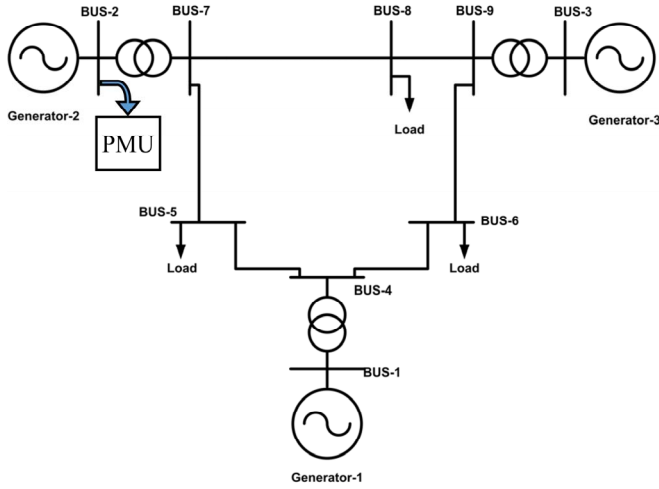 BUS-2
BUS-7
BUS-8
BUS-9
BUS-3
Generator-2
PMU
Load
Generator-3
BUS-5
BUS-6
Load
Load
BUS-4
BUS-1
Generator-1